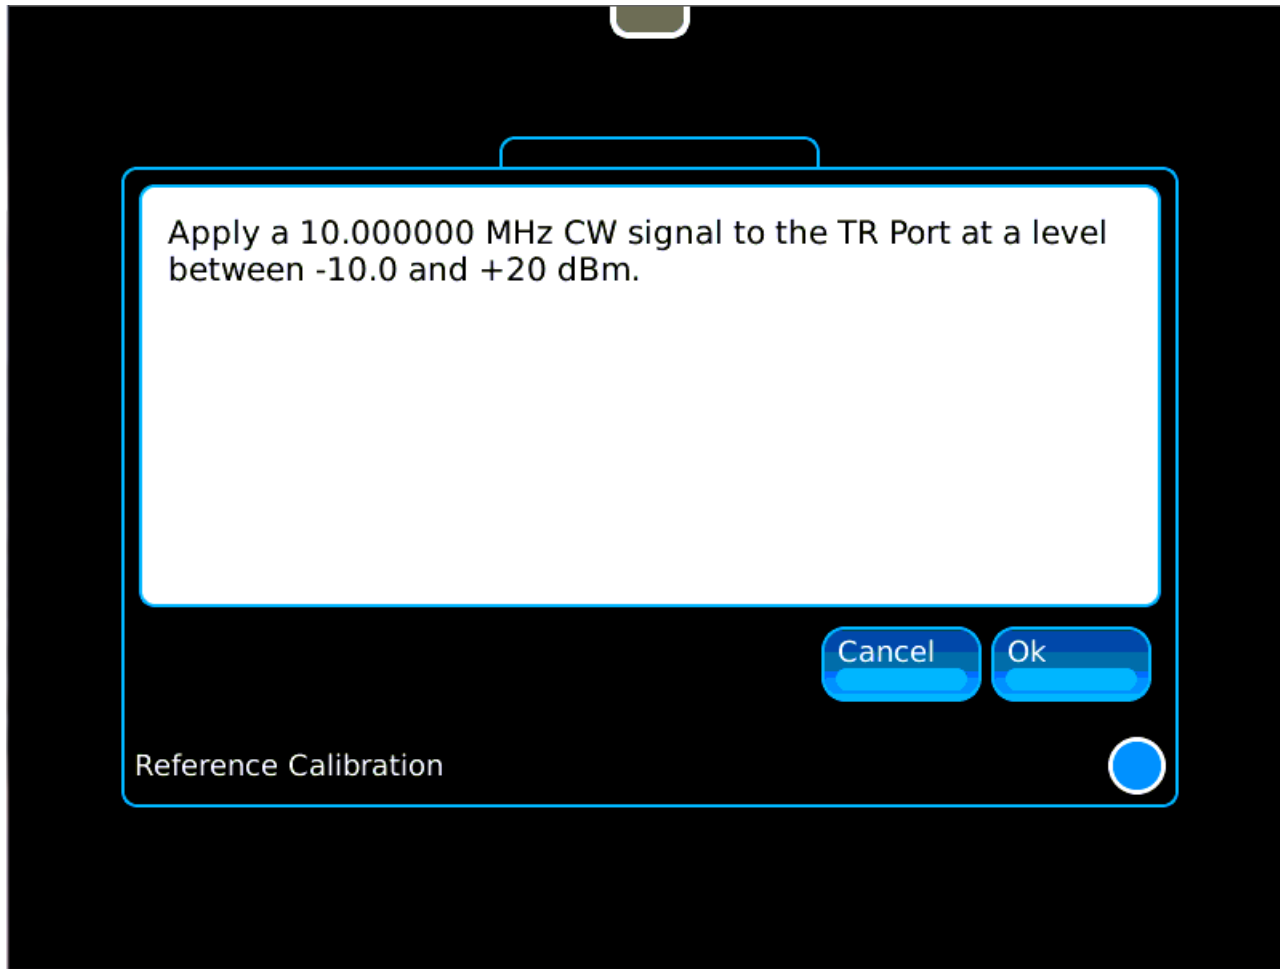 Apply a 10.000000 MHz CW signal to the TR Port at a level
between -10.0 and +20 dBm.
Cancel
Ok
Reference Calibration